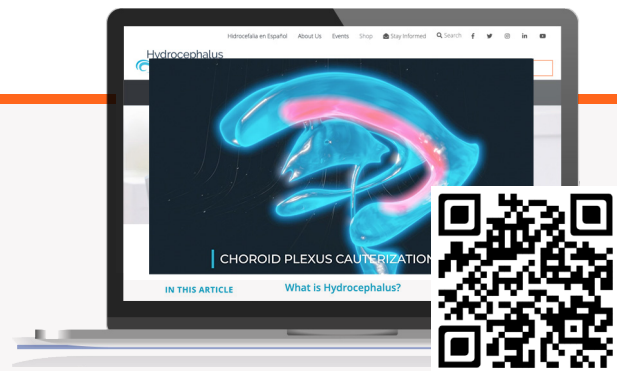 Hidrocefalia en Español About Us Events Shop Stay Informed Search
Hydrocephalus
CHOROID PLEXUS CAUTERIZATION
IN THIS ARTICLE
What is Hydrocephalus?